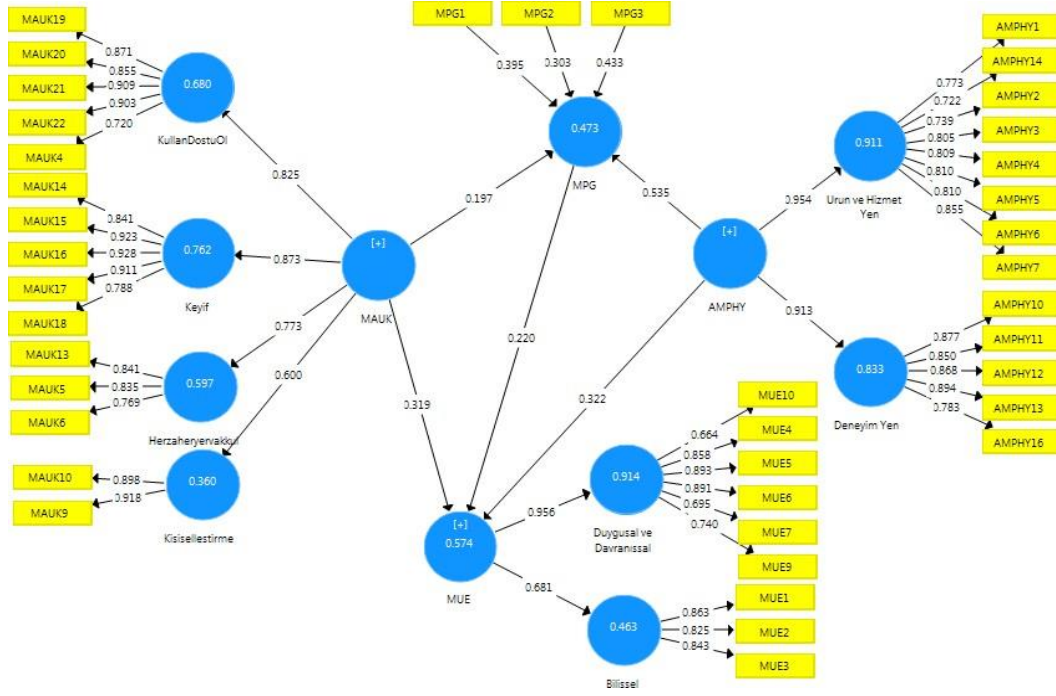 MAUK19
MAUK20
MAUK21
MAUK22
MAUK4
0.871
0.855
0.909
0.903
0.720
0.680
KullanDostuOl
MAUK14
MAUK15
MAUK16
MAUK17
MAUK18
0.841
0.923
0.928
0.911
0.788
0.762
Keyif
MAUK13
MAUK5
MAUK6
0.841
0.835
0.769
0.597
Herzaheryervakkul
MAUK10
MAUK9
0.898
0.918
0.360
Kisisellestirme
0.825
0.873
0.773
0.600
[+]
MAUK
0.197
0.319
MPG1
MPG2
MPG3
0.395
0.303
0.433
0.473
MPG
0.220
0.535
0.322
[+]
AMPHY
0.954
0.913
0.911
Urun ve Hizmet
Yen
0.773
0.722
0.739
0.805
0.809
0.810
0.810
0.855
AMPHY1
AMPHY14
AMPHY2
AMPHY3
AMPHY4
AMPHY5
AMPHY6
AMPHY7
0.833
Deneyim Yen
0.877
0.850
0.868
0.894
0.783
AMPHY10
AMPHY11
AMPHY12
AMPHY13
AMPHY16
[+]
0.574
MUE
0.956
0.681
0.914
Duygusal ve
Davranıssal
0.664
0.858
0.893
0.891
0.695
0.740
MUE10
MUE4
MUE5
MUE6
MUE7
MUE9
0.463
Bilissel
0.863
0.825
0.843
MUE1
MUE2
MUE3